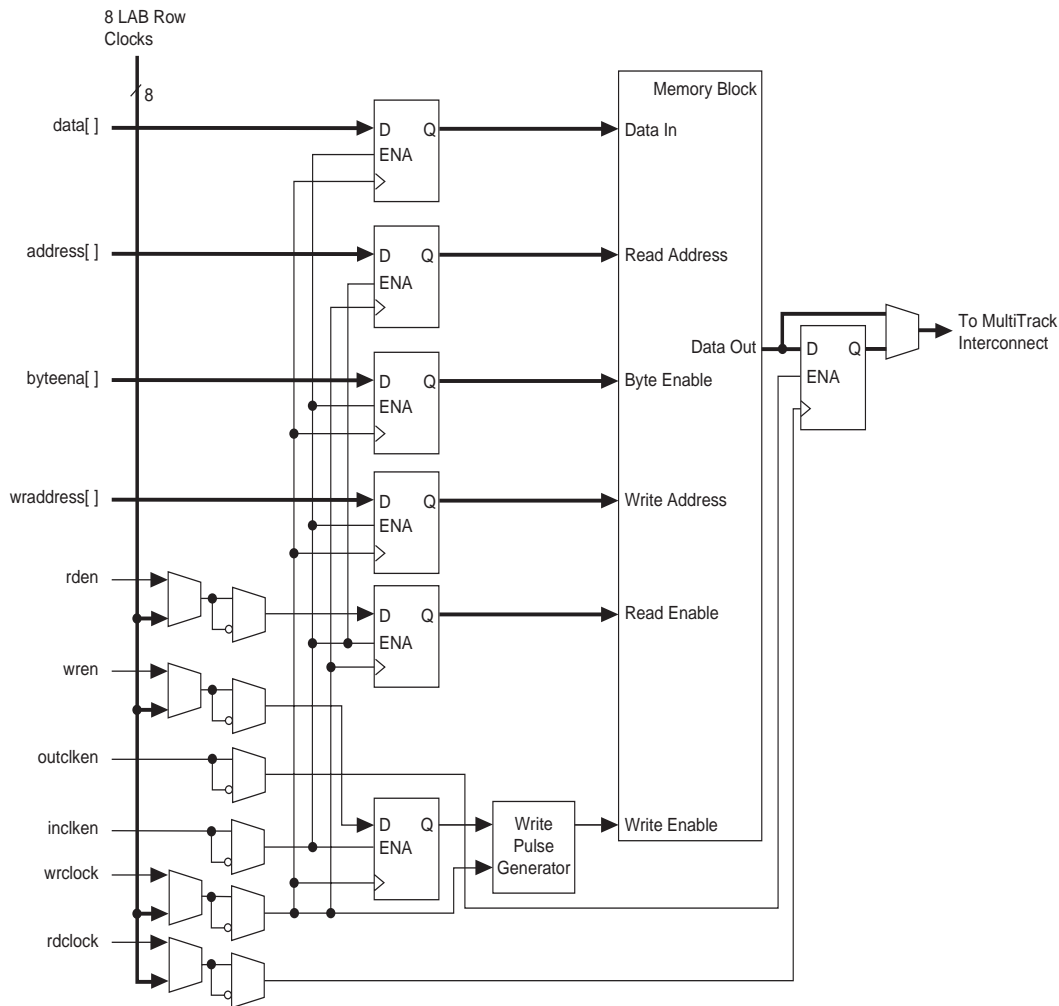 8 LAB Row
Clocks
8
Memory Block
data[ ]
D Q
ENA
Data In
address[ ]
D Q
ENA
Read Address
To MultiTrack
Interconnect
Data Out
D Q
ENA
byteena[ ]
D Q
ENA
Byte Enable
wraddress[ ]
D Q
ENA
Write Address
rden
D Q
ENA
Read Enable
wren
outclken
inclken
D Q
ENA
Write
Pulse
Generator
Write Enable
wrclock
rdclock